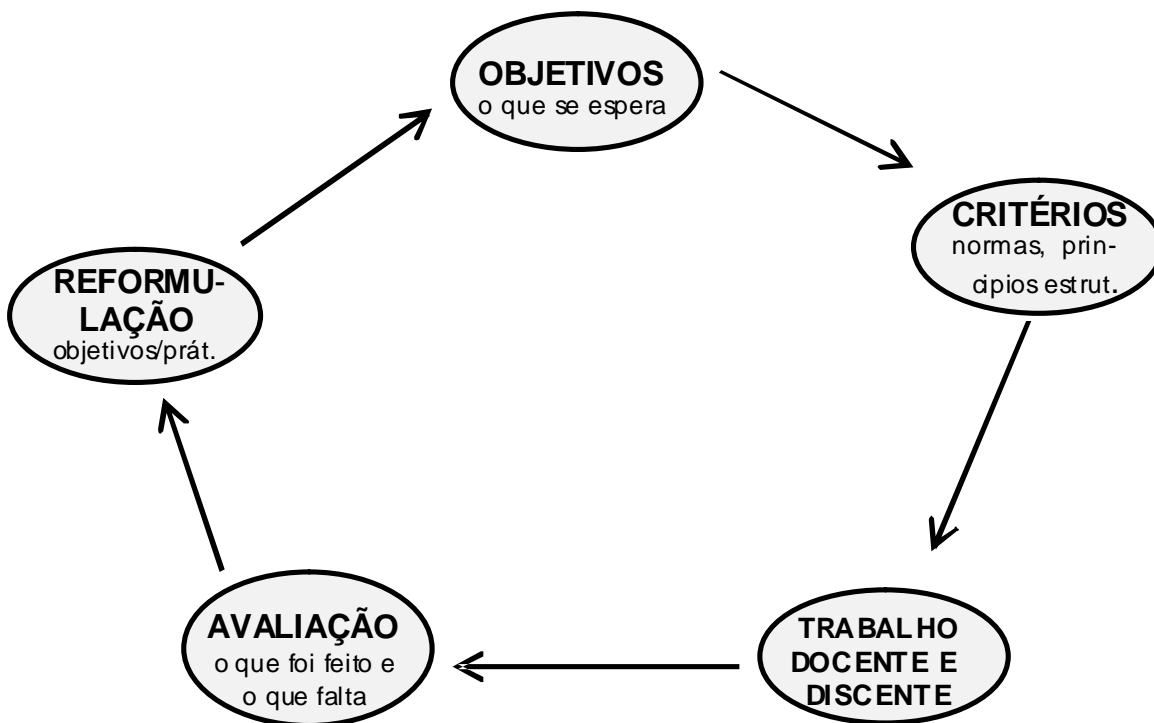 OBJETIVOS
o que se espera
CRITÉRIOS
normas, prin-
cipios estrut.
TRABALHO
DOCENTE E
DISCENTE
AVALIAÇÃO
o que foi feito e
o que falta
REFORMU-
LAÇÃO
objetivos/prát.